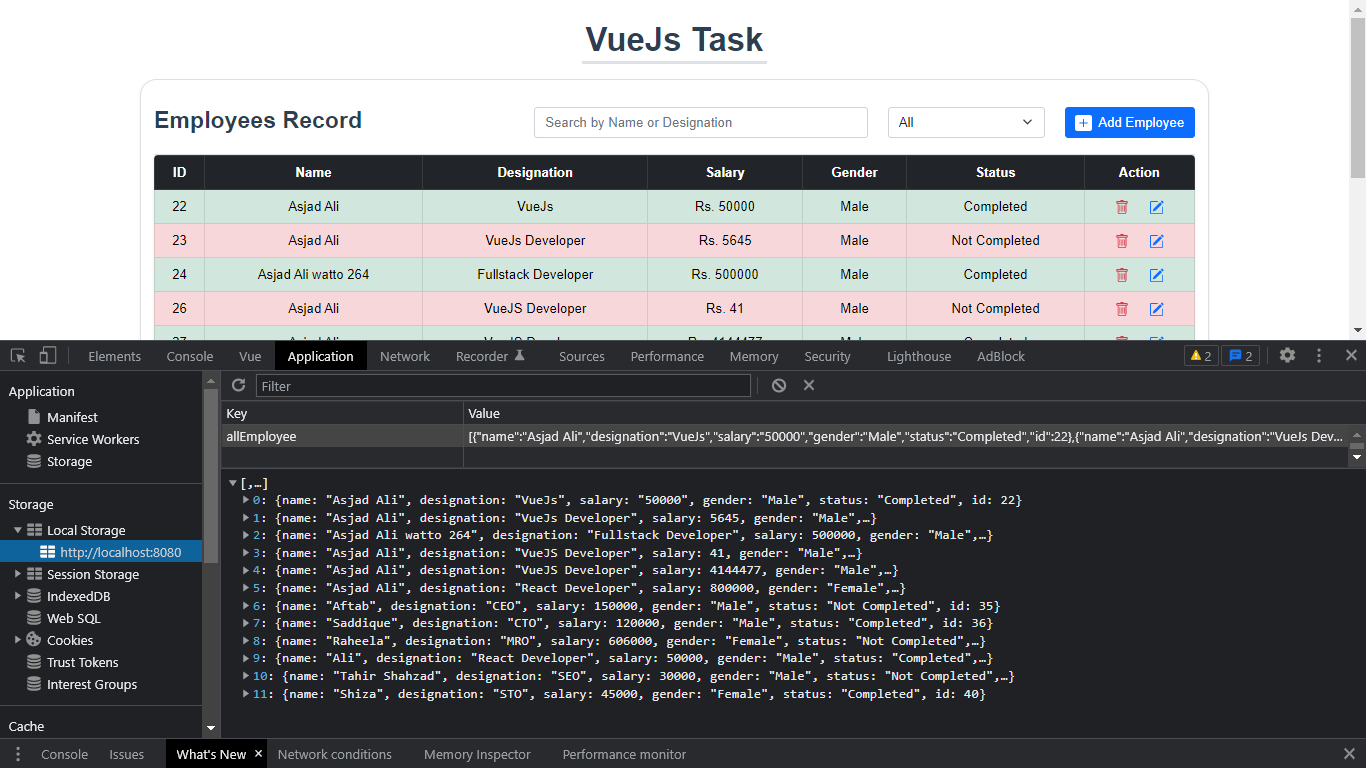 VueJs Task
Employees Record
Search by Name or Designation
All
Add Employee
ID Name Designation Salary Gender Status Action
22 Asjad Ali VueJs Rs. 50000 Male Completed
23 Asjad Ali VueJs Developer Rs. 5645 Male Not Completed
24 Asjad Ali watto 264 Fullstack Developer Rs. 500000 Male Completed
26 Asjad Ali VueJS Developer Rs. 41 Male Not Completed
Elements Console Vue Application Network Recorder Sources Performance Memory Security Lighthouse AdBlock 2 2
Application
Manifest
Service Workers
Storage
Storage
Local Storage
http://localhost:8080
Session Storage
IndexedDB
Web SQL
Cookies
Trust Tokens
Interest Groups
Cache
Filter
Key Value
allEmployee [{"name":"Asjad Ali","designation":"VueJs","salary":"50000","gender":"Male","status":"Completed","id":22},{"name":"Asjad Ali","designation":"VueJs Dev...
[,…]
0: {name: "Asjad Ali", designation: "VueJs", salary: "50000", gender: "Male", status: "Completed", id: 22}
1: {name: "Asjad Ali", designation: "VueJs Developer", salary: 5645, gender: "Male",…}
2: {name: "Asjad Ali watto 264", designation: "Fullstack Developer", salary: 500000, gender: "Male",…}
3: {name: "Asjad Ali", designation: "VueJS Developer", salary: 41, gender: "Male",…}
4: {name: "Asjad Ali", designation: "VueJS Developer", salary: 4144477, gender: "Male",…}
5: {name: "Asjad Ali", designation: "React Developer", salary: 800000, gender: "Female",…}
6: {name: "Aftab", designation: "CEO", salary: 150000, gender: "Male", status: "Not Completed", id: 35}
7: {name: "Saddique", designation: "CTO", salary: 120000, gender: "Male", status: "Completed", id: 36}
8: {name: "Raheela", designation: "MRO", salary: 606000, gender: "Female", status: "Not Completed",…}
9: {name: "Ali", designation: "React Developer", salary: 50000, gender: "Male", status: "Completed",…}
10: {name: "Tahir Shahzad", designation: "SEO", salary: 30000, gender: "Male", status: "Not Completed",…}
11: {name: "Shiza", designation: "STO", salary: 45000, gender: "Female", status: "Completed", id: 40}
Console Issues What's New Network conditions Memory Inspector Performance monitor